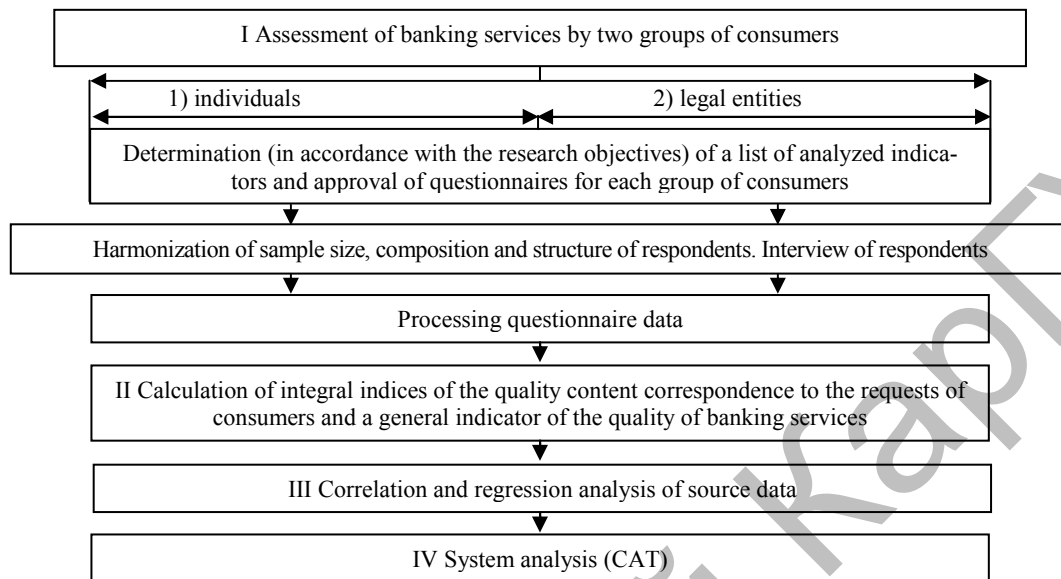 I Assessment of banking services by two groups of consumers
1) individuals
2) legal entities
Determination (in accordance with the research objectives) of a list of analyzed indica-
tors and approval of questionnaires for each group of consumers
Harmonization of sample size, composition and structure of respondents. Interview of respondents
Processing questionnaire data
II Calculation of integral indices of the quality content correspondence to the requests of
consumers and a general indicator of the quality of banking services
III Correlation and regression analysis of source data
IV System analysis (CAT)